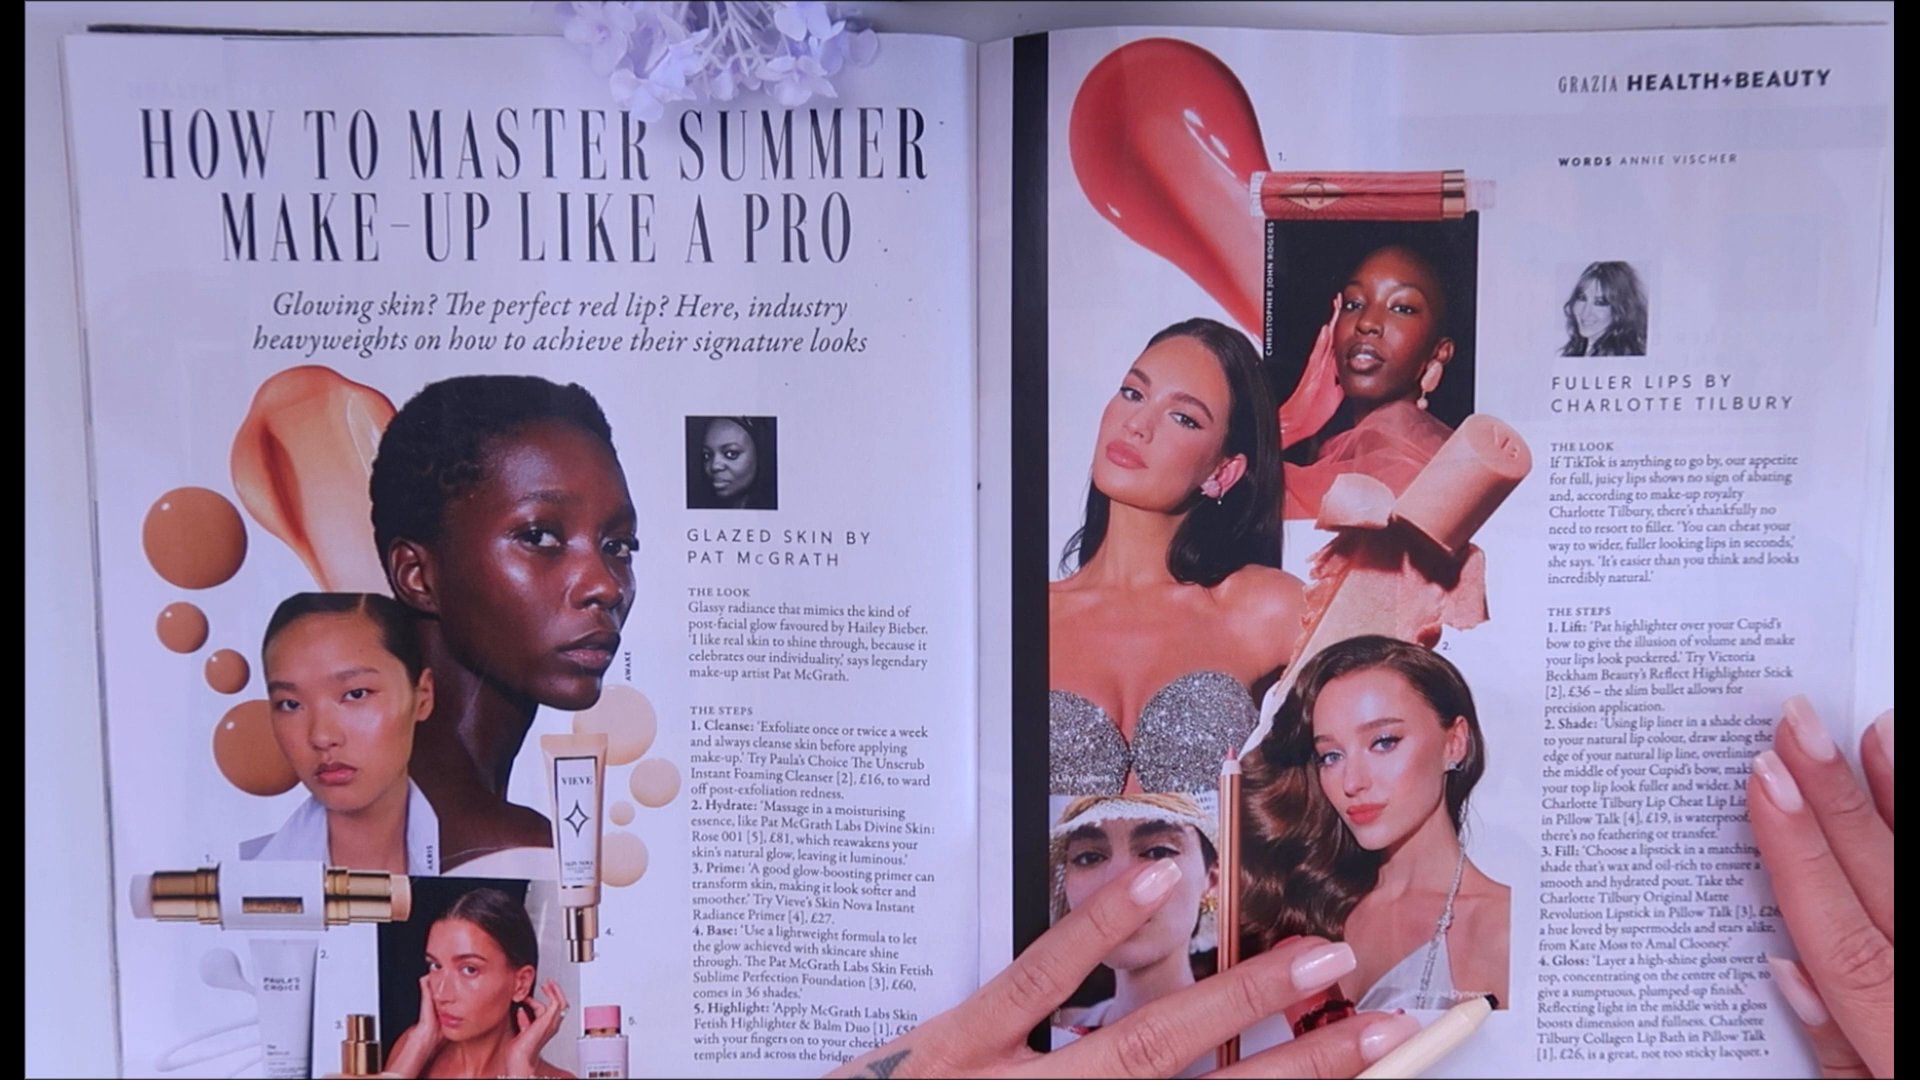 HOW TO MASTER SUMMER
MAKE-UP LIKE A PRO
Glowing skin? The perfect red lip? Here, industry
heavyweights on how to achieve their signature looks
GLAZED SKIN BY
PAT McGRATH
THE LOOK
Glassy radiance that mimics the kind of
post-facial glow favoured by Hailey Bieber.
'I like real skin to shine through, because it
celebrates our individuality,' says legendary
make-up artist Pat McGrath.
THE STEPS
1. Cleanse: 'Exfoliate once or twice a week
and always cleanse skin before applying
make-up.' Try Paula's Choice The Unscrub
Instant Foaming Cleanser [2], £16, to ward
off post-exfoliation redness.
2. Hydrate: 'Massage in a moisturising
essence, like Pat McGrath Labs Divine Skin:
Rose 001 [5], £81, which reawakens your
skin's natural glow, leaving it luminous.'
3. Prime: 'A good glow-boosting primer can
transform skin, making it look softer and
smoother.' Try Vieve's Skin Nova Instant
Radiance Primer [4], £27.
4. Base: 'Use a lightweight formula to let
the glow achieved with skincare shine
through. The Pat McGrath Labs Skin Fetish
Sublime Perfection Foundation [3], £60,
comes in 36 shades.'
5. Highlight: 'Apply McGrath Labs Skin
Fetish Highlighter & Balm Duo [1],
with your fingers on to your
temples and across the bridge
AWAKE
AKRIS
VIEVE
1.
2.
PAULA'S
CHOICE
3.
4.
5.
GRAZIA HEALTH+BEAUTY
WORDS ANNIE VISCHER
1.
CHRISTOPHER JOHN ROGERS
VB
2.
Lily James
FULLER LIPS BY
CHARLOTTE TILBURY
THE LOOK
If TikTok is anything to go by, our appetite
for full, juicy lips shows no sign of abating
and, according to make-up royalty
Charlotte Tilbury, there's thankfully no
need to resort to filler. 'You can cheat your
way to wider, fuller looking lips in seconds,'
she says. 'It's easier than you think and looks
incredibly natural.'
THE STEPS
1. Lift: 'Pat highlighter over your Cupid's
bow to give the illusion of volume and make
your lips look puckered.' Try Victoria
Beckham Beauty's Reflect Highlighter Stick
[2], £36 – the slim bullet allows for
precision application.
2. Shade: 'Using lip liner in a shade close
to your natural lip colour, draw along the
edge of your natural lip line, overlining
the middle of your Cupid's bow,
your top lip look fuller and wider.
Charlotte Tilbury Lip Cheat Lip
in Pillow Talk [4], £19, is waterproof,
there's no feathering or transfer.'
3. Fill: 'Choose a lipstick in a matching
shade that's wax and oil-rich to ensure a
smooth and hydrated pout. Take the
Charlotte Tilbury Original Matte
Revolution Lipstick in Pillow Talk [3],
a hue loved by supermodels and stars alike,
from Kate Moss to Amal Clooney.'
4. Gloss: 'Layer a high-shine gloss over
top, concentrating on the centre of lips, to
give a sumptuous, plumped-up finish.'
Reflecting light in the middle with a gloss
boosts dimension and fullness. Charlotte
Tilbury Collagen Lip Bath in Pillow Talk
[1], £26, is a great, not too sticky lacquer.